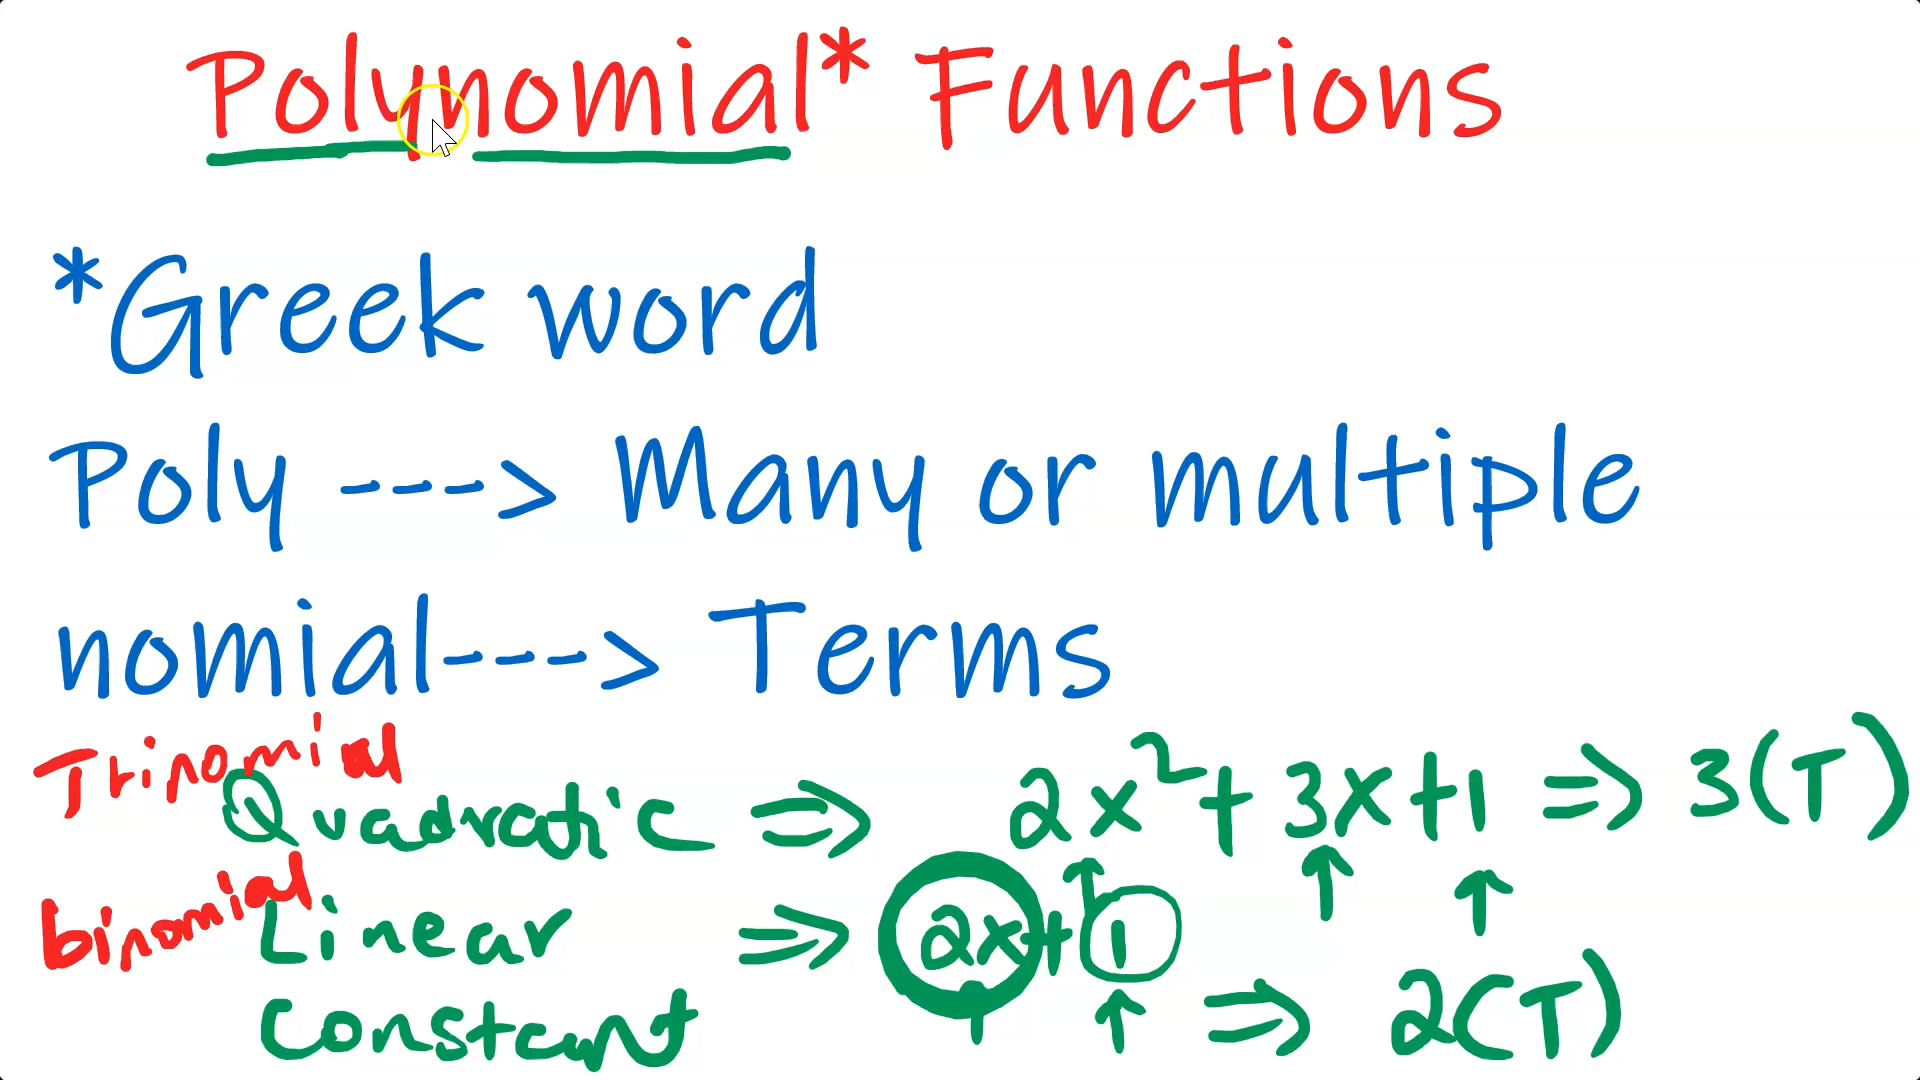 Polynomial* Functions
*Greek word
Poly ---> Many or multiple
nomial---> Terms
Trinomial
Quadratic => 2x²+3x+1 => 3(T)
binomial
Linear => 2x+1 => 2(T)
Constant